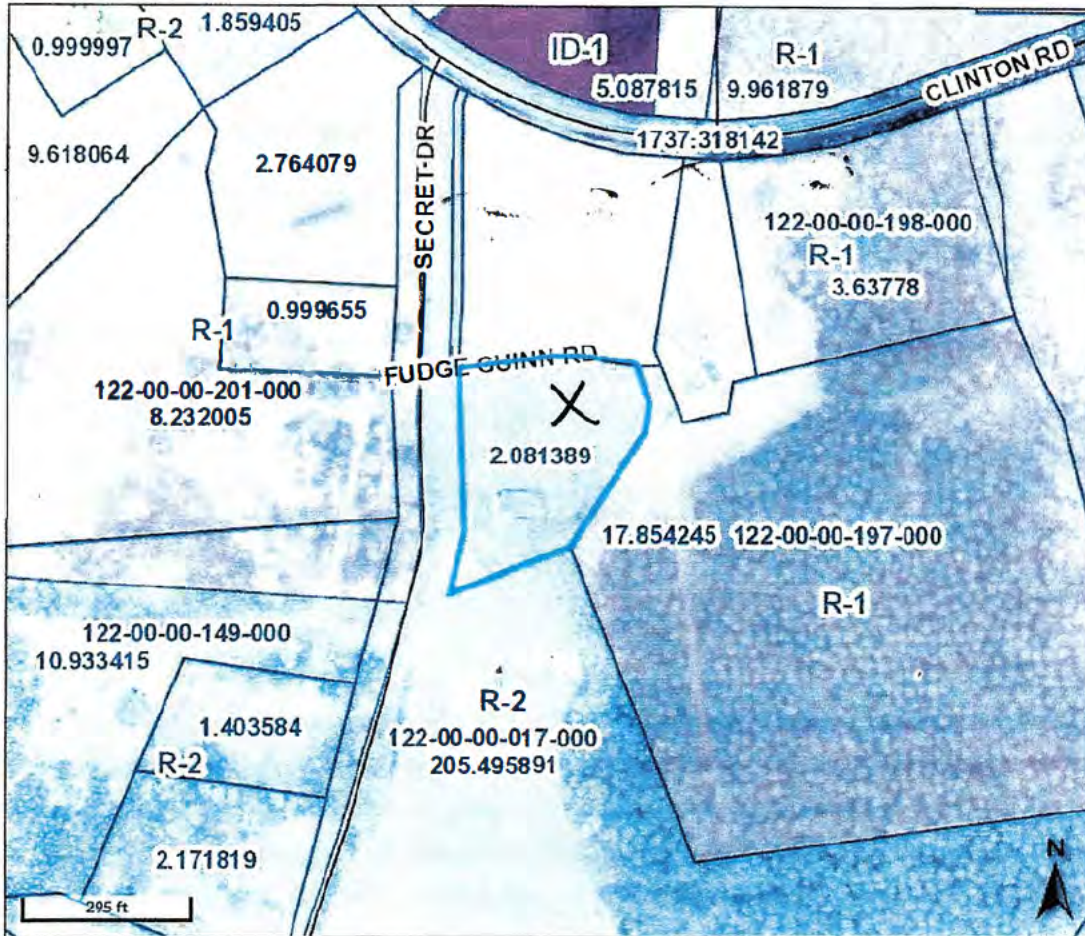 R-2
1.859405
0.999997
ID-1
5.087815
R-1
9.961879
CLINTON RD
1737.318142
9.618064
2.764079
SECRET DR
122-00-00-198-000
R-1
3.63778
0.999655
R-1
FUDGE GUINN RD
122-00-00-201-000
8.232005
X
2.081389
17.854245 122-00-00-197-000
R-1
122-00-00-149-000
10.933415
R-2
122-00-00-017-000
205.495891
1.403584
R-2
2.171819
295 ft
N